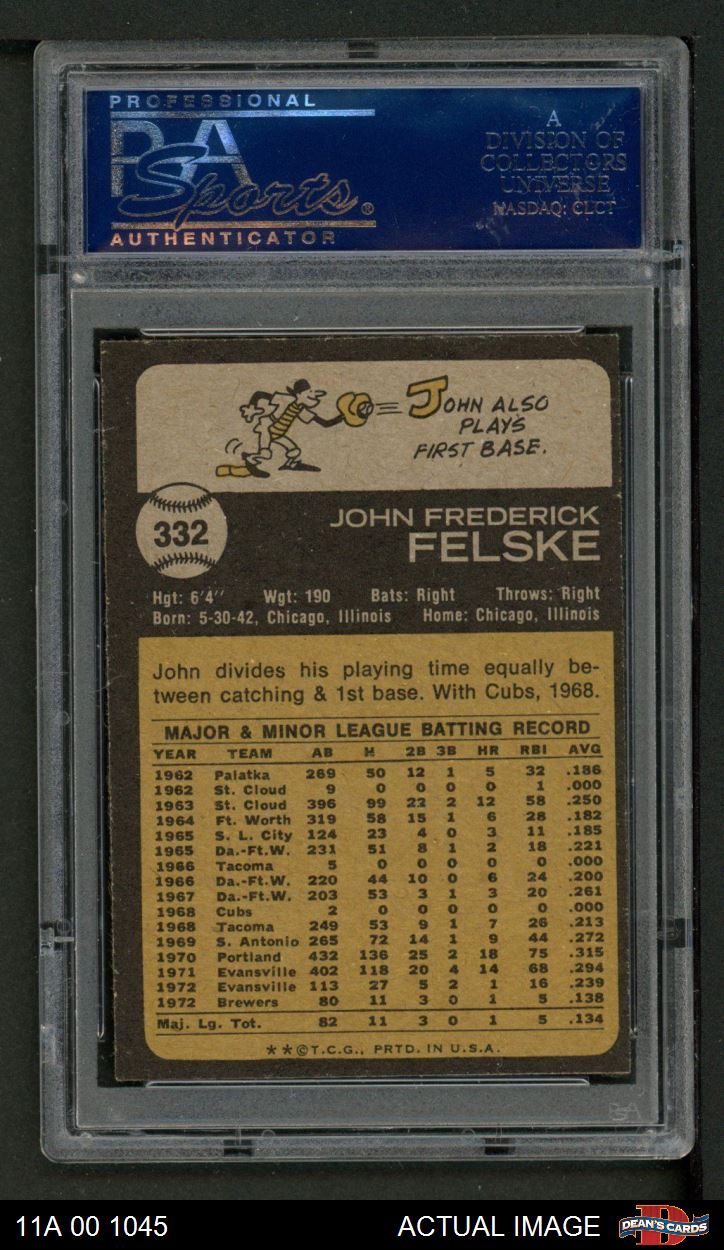 PROFESSIONAL
PSA
Sports®
AUTHENTICATOR
A
DIVISION OF
COLLECTORS
UNIVERSE
NASDAQ: CLCT
JOHN ALSO
PLAYS
FIRST BASE.
332
JOHN FREDERICK
FELSKE
Hgt: 6'4'' Wgt: 190 Bats: Right Throws: Right
Born: 5-30-42, Chicago, Illinois Home: Chicago, Illinois
John divides his playing time equally be-
tween catching & 1st base. With Cubs, 1968.
MAJOR & MINOR LEAGUE BATTING RECORD
YEAR TEAM AB H 2B 3B HR RBI AVG
1962 Palatka 269 50 12 1 5 32 .186
1962 St. Cloud 9 0 0 0 0 1 .000
1963 St. Cloud 396 99 22 2 12 58 .250
1964 Ft. Worth 319 58 15 1 6 28 .182
1965 S. L. City 124 23 4 0 3 11 .185
1965 Da.-Ft.W. 231 51 8 1 2 18 .221
1966 Tacoma 5 0 0 0 0 0 .000
1966 Da.-Ft.W. 220 44 10 0 6 24 .200
1967 Da.-Ft.W. 203 53 3 1 3 20 .261
1968 Cubs 2 0 0 0 0 0 .000
1968 Tacoma 249 53 9 1 7 26 .213
1969 S. Antonio 265 72 14 1 9 44 .272
1970 Portland 432 136 25 2 18 75 .315
1971 Evansville 402 118 20 4 14 68 .294
1972 Evansville 113 27 5 2 1 16 .239
1972 Brewers 80 11 3 0 1 5 .138
Maj. Lg. Tot. 82 11 3 0 1 5 .134
**©T.C.G., PRTD. IN U.S.A.
PSA
11A 00 1045
ACTUAL IMAGE
D
DEAN'S CARDS